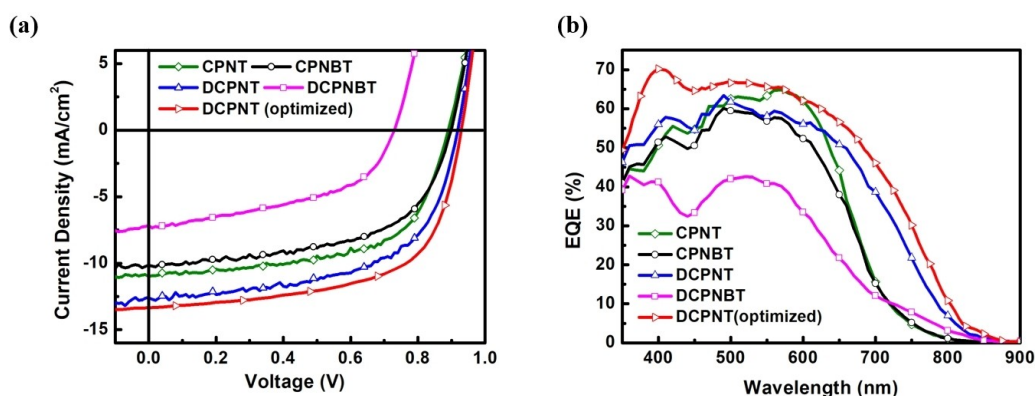 (a)
5
0
-5
-10
-15
Current Density (mA/cm²)
CPNT CPNBT
DCPNT DCPNBT
DCPNT (optimized)
0.0 0.2 0.4 0.6 0.8 1.0
Voltage (V)
(b)
70
60
50
40
30
20
10
0
EQE (%)
CPNT
CPNBT
DCPNT
DCPNBT
DCPNT(optimized)
400 500 600 700 800 900
Wavelength (nm)